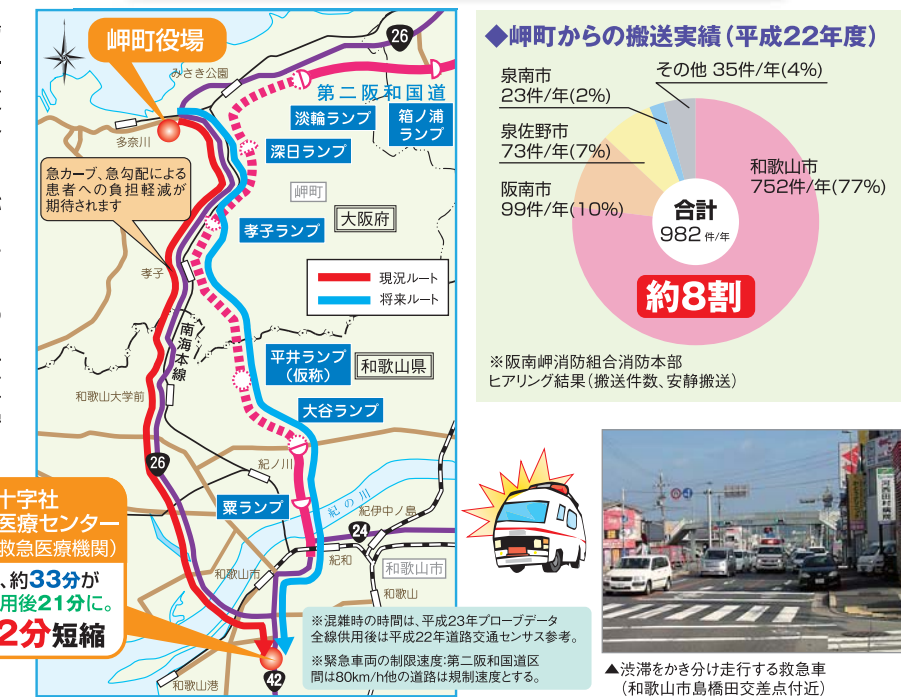 岬町役場
26
みさき公園
第二阪和国道
淡輪ランプ
箱ノ浦
ランプ
多奈川
深日ランプ
急カーブ、急勾配による
患者への負担軽減が
期待されます
岬町
大阪府
孝子ランプ
孝子
現況ルート
将来ルート
南海本線
平井ランプ
(仮称)
和歌山県
和歌山大学前
大谷ランプ
26
紀ノ川
粟ランプ
紀の川
紀伊中ノ島
24
十字社
医療センター
救急医療機関)
、約33分が
用後21分に。
2分短縮
和歌山市
紀和
和歌山市
和歌山
和歌山港
42
※混雑時の時間は、平成23年プローブデータ
全線供用後は平成22年道路交通センサス参考。
※緊急車両の制限速度:第二阪和国道区
間は80km/h他の道路は規制速度とする。
◆岬町からの搬送実績(平成22年度)
その他 35件/年(4%)
泉南市
23件/年(2%)
泉佐野市
73件/年(7%)
阪南市
99件/年(10%)
和歌山市
752件/年(77%)
合計
982件/年
約8割
※阪南岬消防組合消防本部
ヒアリング結果(搬送件数、安静搬送)
▲渋滞をかき分け走行する救急車
(和歌山市島橋田交差点付近)